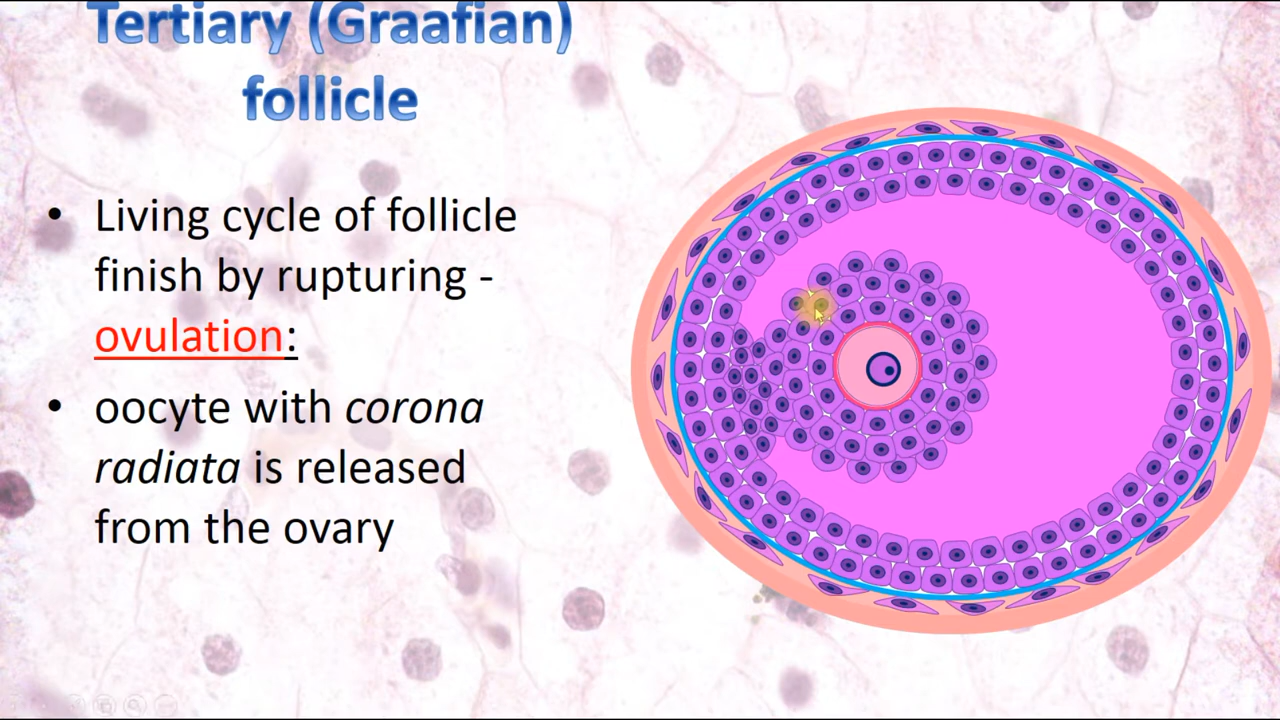 Tertiary (Graafian)
follicle
• Living cycle of follicle
finish by rupturing -
ovulation:
• oocyte with corona
radiata is released
from the ovary